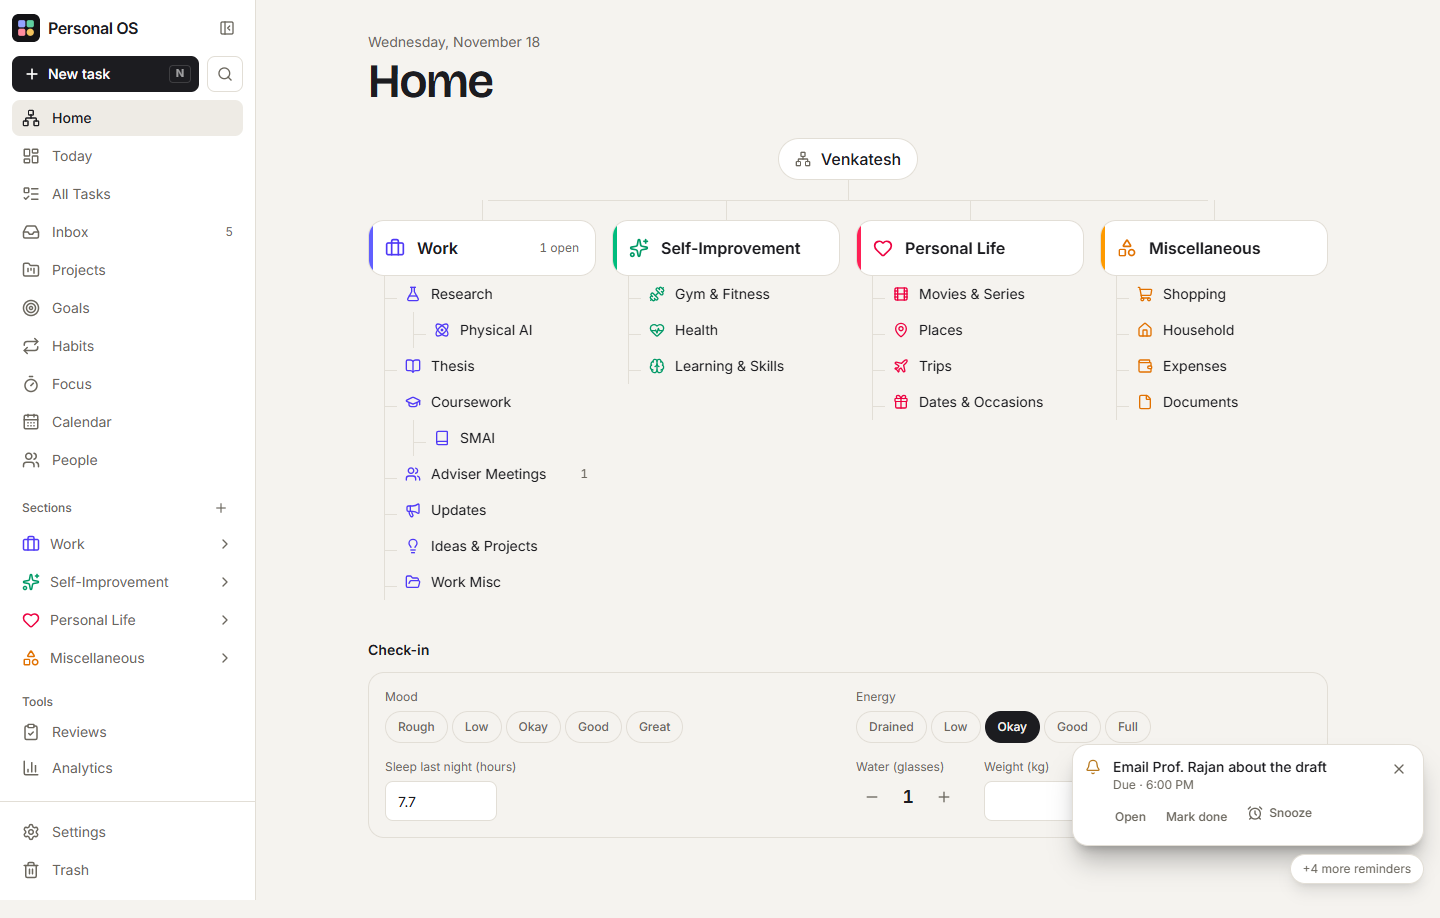 Personal OS
New task N
Home
Today
All Tasks
Inbox 5
Projects
Goals
Habits
Focus
Calendar
People
Sections
Work
Self-Improvement
Personal Life
Miscellaneous
Tools
Reviews
Analytics
Settings
Trash
Wednesday, November 18
Home
Venkatesh
Work 1 open
Research
Physical AI
Thesis
Coursework
SMAI
Adviser Meetings 1
Updates
Ideas & Projects
Work Misc
Self-Improvement
Gym & Fitness
Health
Learning & Skills
Personal Life
Movies & Series
Places
Trips
Dates & Occasions
Miscellaneous
Shopping
Household
Expenses
Documents
Check-in
Mood
Rough Low Okay Good Great
Energy
Drained Low Okay Good Full
Sleep last night (hours)
7.7
Water (glasses)
1
Weight (kg)
Email Prof. Rajan about the draft
Due · 6:00 PM
Open Mark done Snooze
+4 more reminders